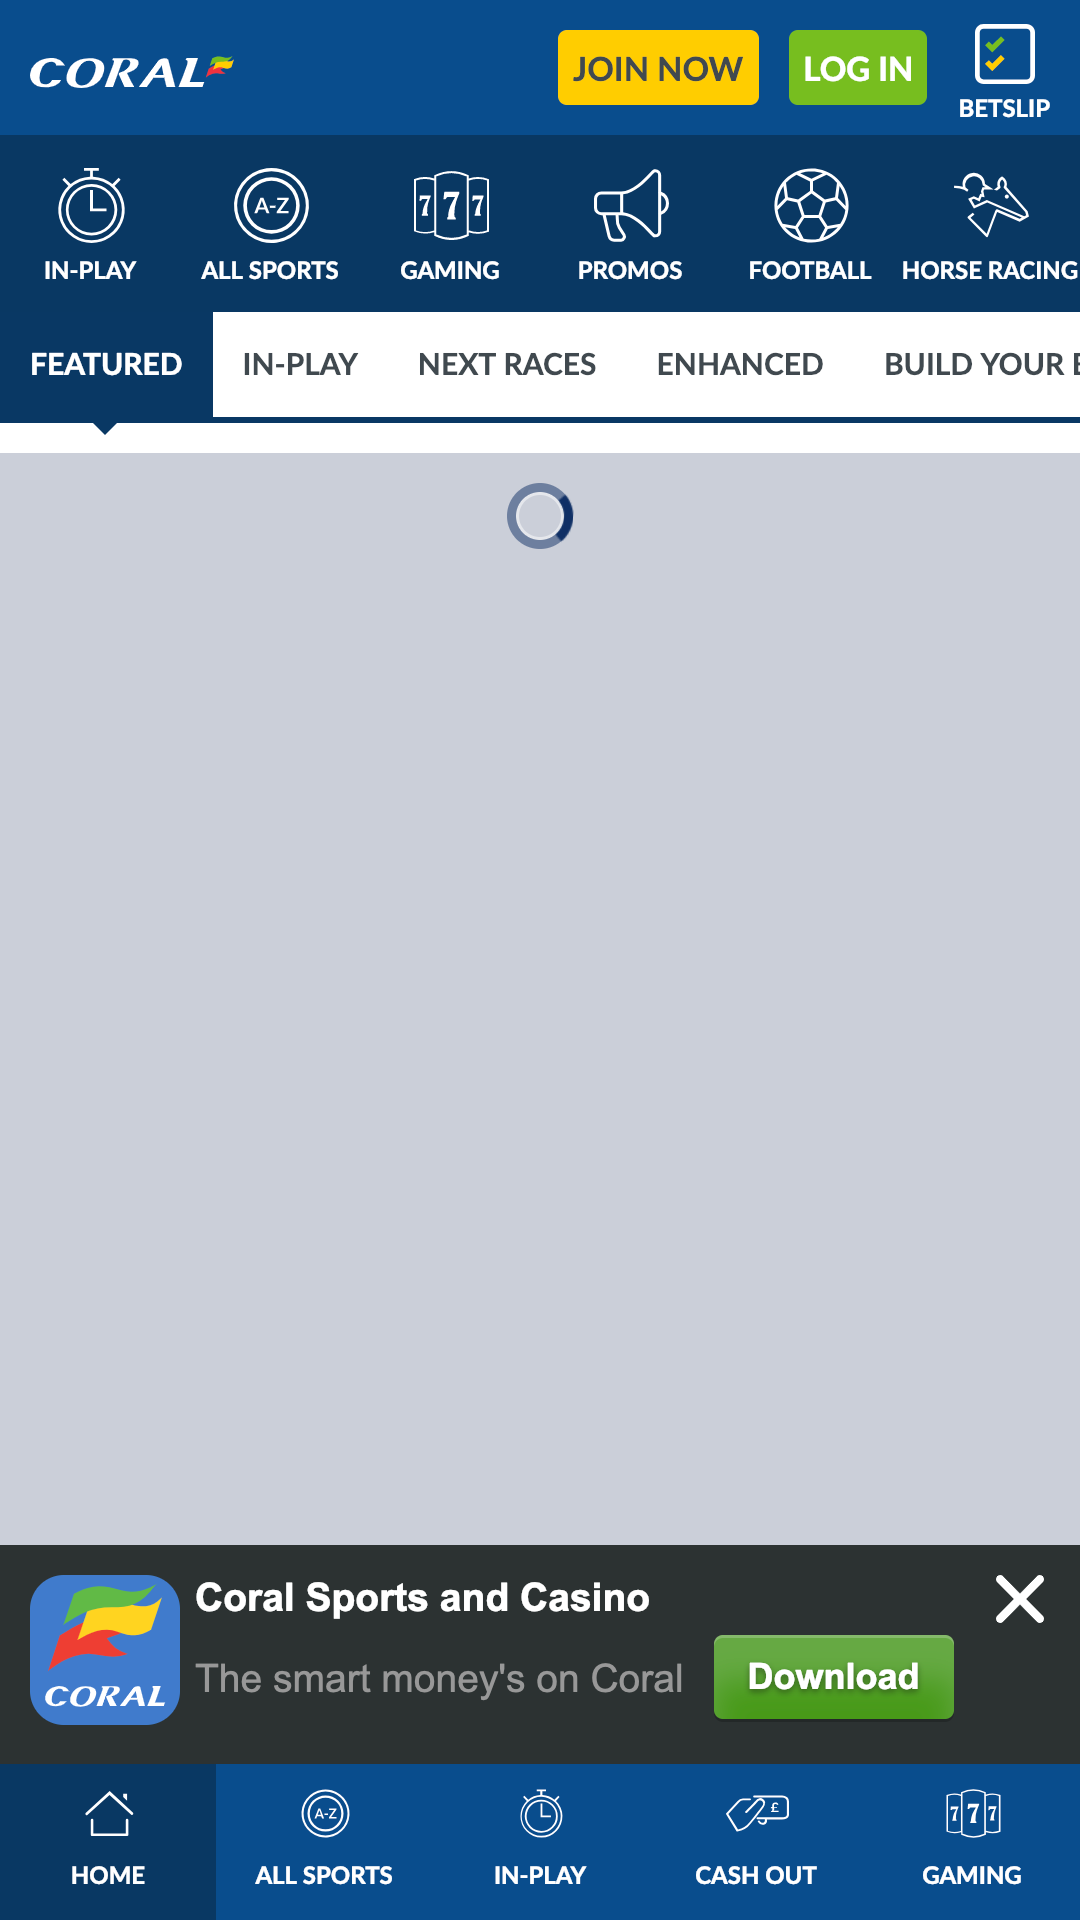 CORAL
JOIN NOW
LOG IN
BETSLIP
A-Z
777
IN-PLAY
ALL SPORTS
GAMING
PROMOS
FOOTBALL
HORSE RACING
FEATURED
IN-PLAY
NEXT RACES
ENHANCED
BUILD YOUR
Coral Sports and Casino
The smart money's on Coral
Download
CORAL
A-Z
£
777
HOME
ALL SPORTS
IN-PLAY
CASH OUT
GAMING